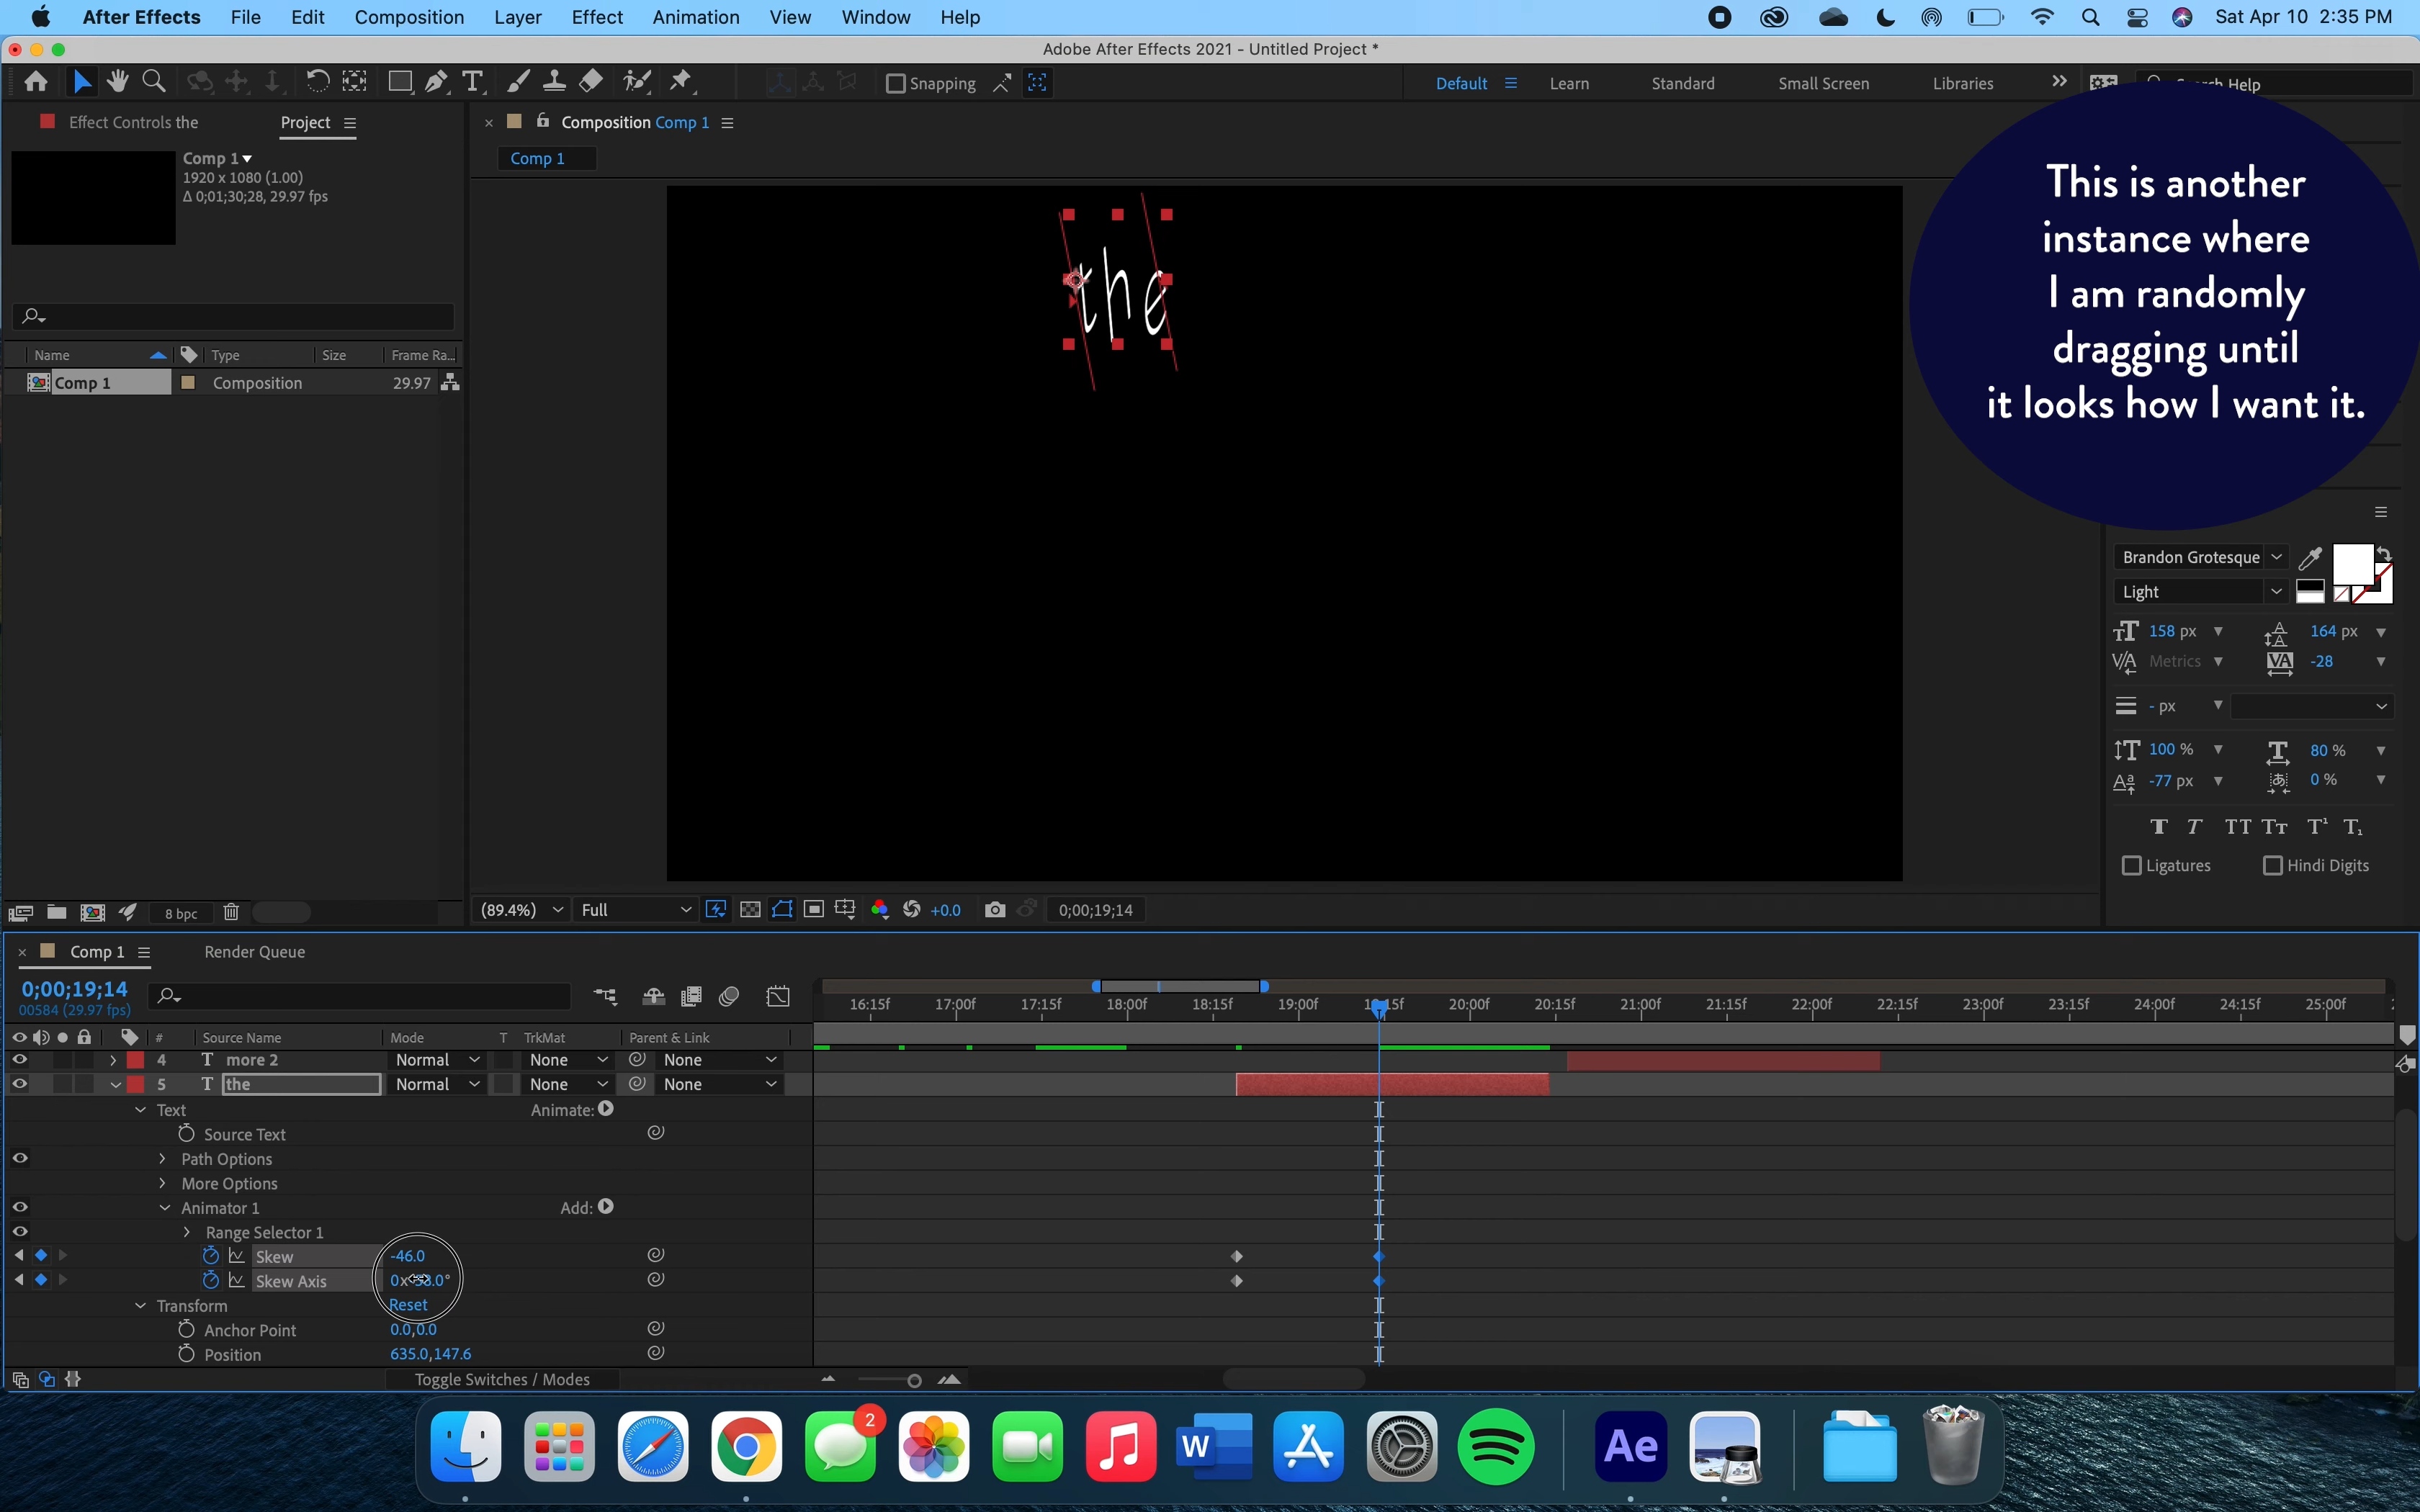 After Effects File Edit Composition Layer Effect Animation View Window Help Sat Apr 10 2:35 PM
Adobe After Effects 2021 - Untitled Project *
Snapping Default Learn Standard Small Screen Libraries Help
Effect Controls the Project
Composition Comp 1
Comp 1
1920 x 1080 (1.00)
Δ 0;01;30;28, 29.97 fps
Comp 1
This is another
instance where
I am randomly
dragging until
it looks how I want it.
the
Name Type Size Frame Ra...
Comp 1 Composition 29.97
Brandon Grotesque
Light
158 px 164 px
Metrics -28
- px
100 % 80 %
-77 px 0 %
T T TT Tт T¹ T₁
Ligatures Hindi Digits
8 bpc
(89.4%) Full +0.0 0;00;19;14
Comp 1 Render Queue
0;00;19;14
00584 (29.97 fps)
16:15f 17:00f 17:15f 18:00f 18:15f 19:00f 20:00f 20:15f 21:00f 21:15f 22:00f 22:15f 23:00f 23:15f 24:00f 24:15f 25:00f
# Source Name Mode T TrkMat Parent & Link
4 T more 2 Normal None None
5 T the Normal None None
Text Animate:
Source Text
Path Options
More Options
Animator 1 Add:
Range Selector 1
Skew -46.0
Skew Axis
Transform Reset
Anchor Point 0.0,0.0
Position 635.0,147.6
Toggle Switches / Modes
2
W
Ae